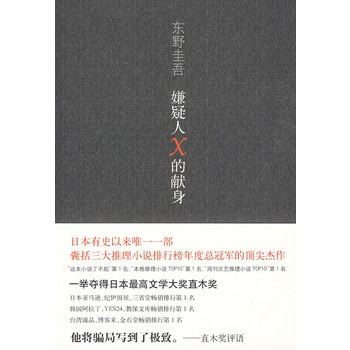 东野圭吾
嫌疑人X的献身
日本有史以来唯一一部
囊括三大推理小说排行榜年度总冠军的顶尖杰作
“这本小说了不起”第1名、“本格推理小说TOP10”第1名、“周刊文艺推理小说TOP10”第1名
一举夺得日本最高文学大奖直木奖
日本亚马逊、纪伊国屋、三省堂畅销排行第1名
韩国阿拉丁、YES24、教保文库畅销排行第1名
台湾诚品、博客来、金石堂畅销排行第1名
他将骗局写到了极致。——直木奖评语